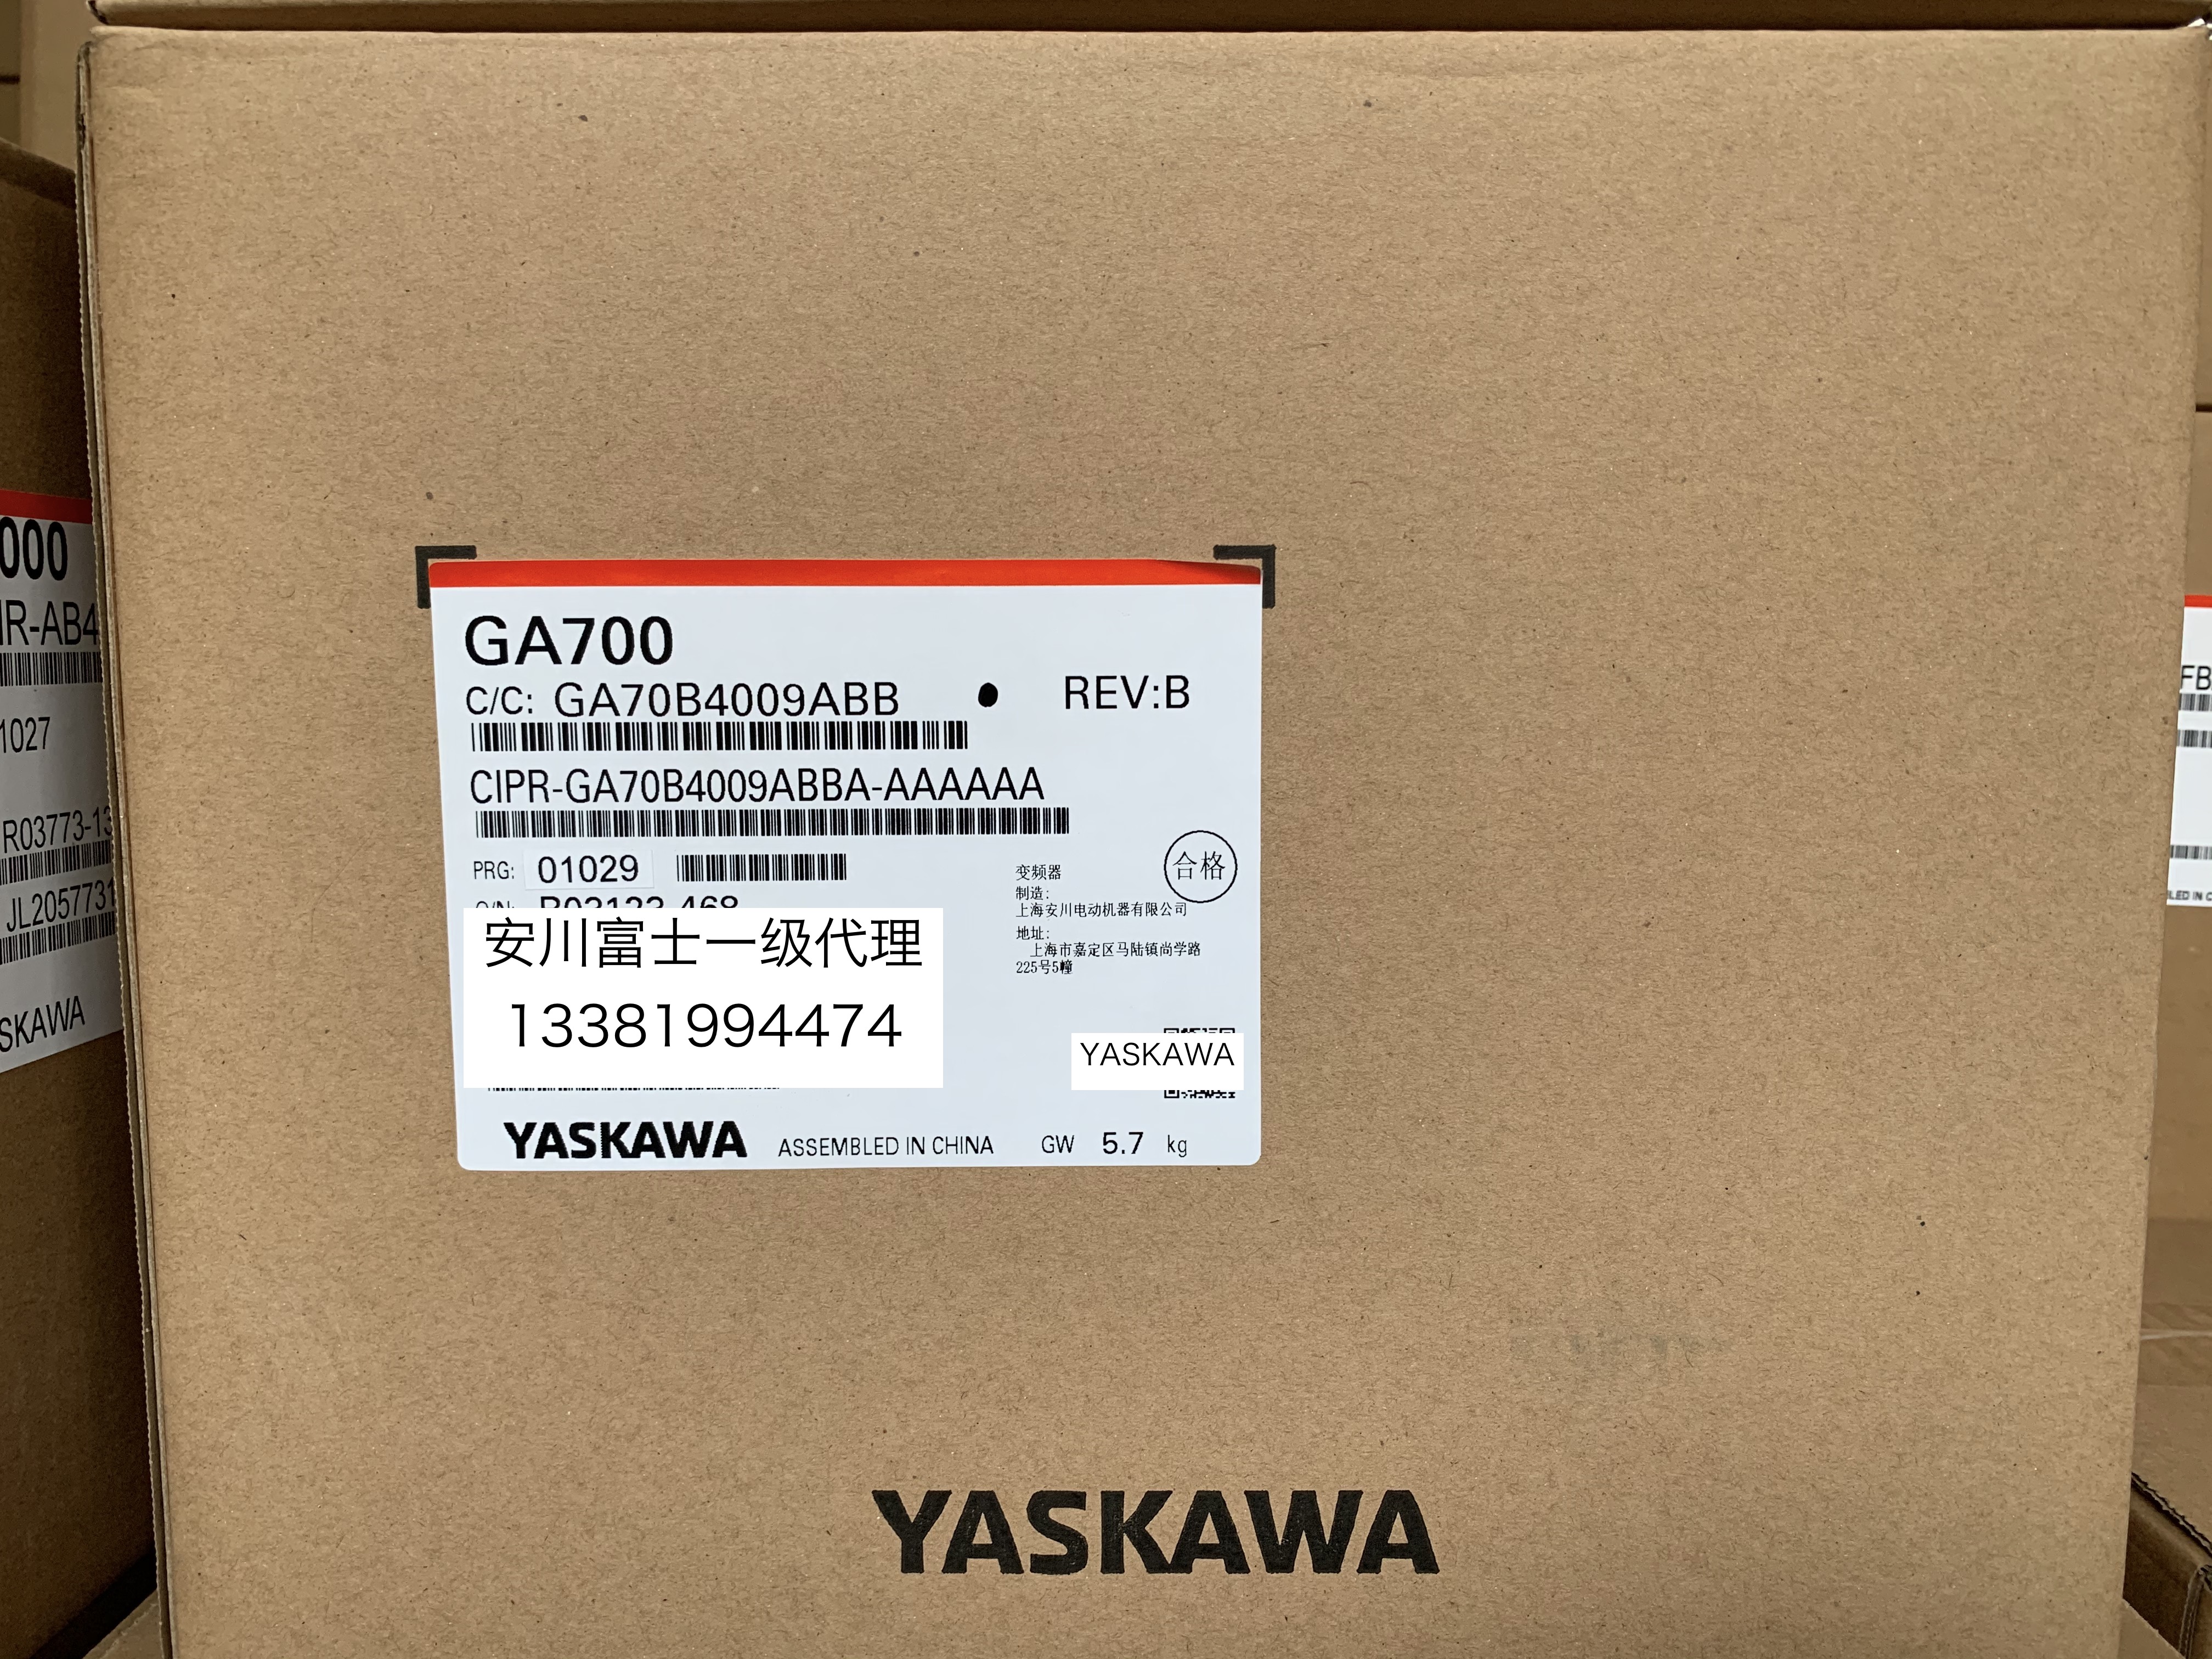 GA700
C/C: GA70B4009ABB
REV:B
CIPR-GA70B4009ABBA-AAAAAA
PRG: 01029
合格
变频器
制造:
上海安川电动机器有限公司
地址:
上海市嘉定区马陆镇尚学路
225号5幢
安川富士一级代理
13381994474
YASKAWA
YASKAWA ASSEMBLED IN CHINA GW 5.7 kg
YASKAWA
000
IR-AB4
1027
R03773-13
JL2057731
SKAWA
FB
LED IN C